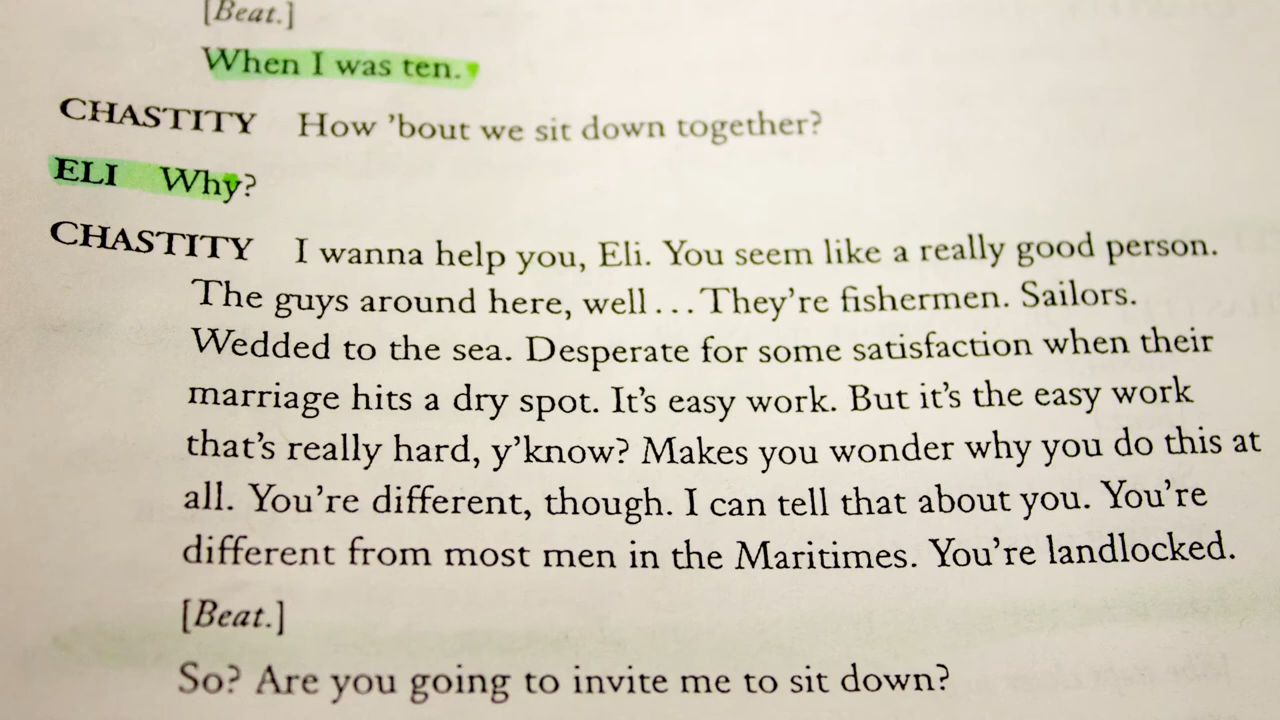 [Beat.]
When I was ten.
CHASTITY How ’bout we sit down together?
ELI Why?
CHASTITY I wanna help you, Eli. You seem like a really good person.
The guys around here, well . . . They’re fishermen. Sailors.
Wedded to the sea. Desperate for some satisfaction when their
marriage hits a dry spot. It’s easy work. But it’s the easy work
that’s really hard, y’know? Makes you wonder why you do this at
all. You’re different, though. I can tell that about you. You’re
different from most men in the Maritimes. You’re landlocked.
[Beat.]
So? Are you going to invite me to sit down?